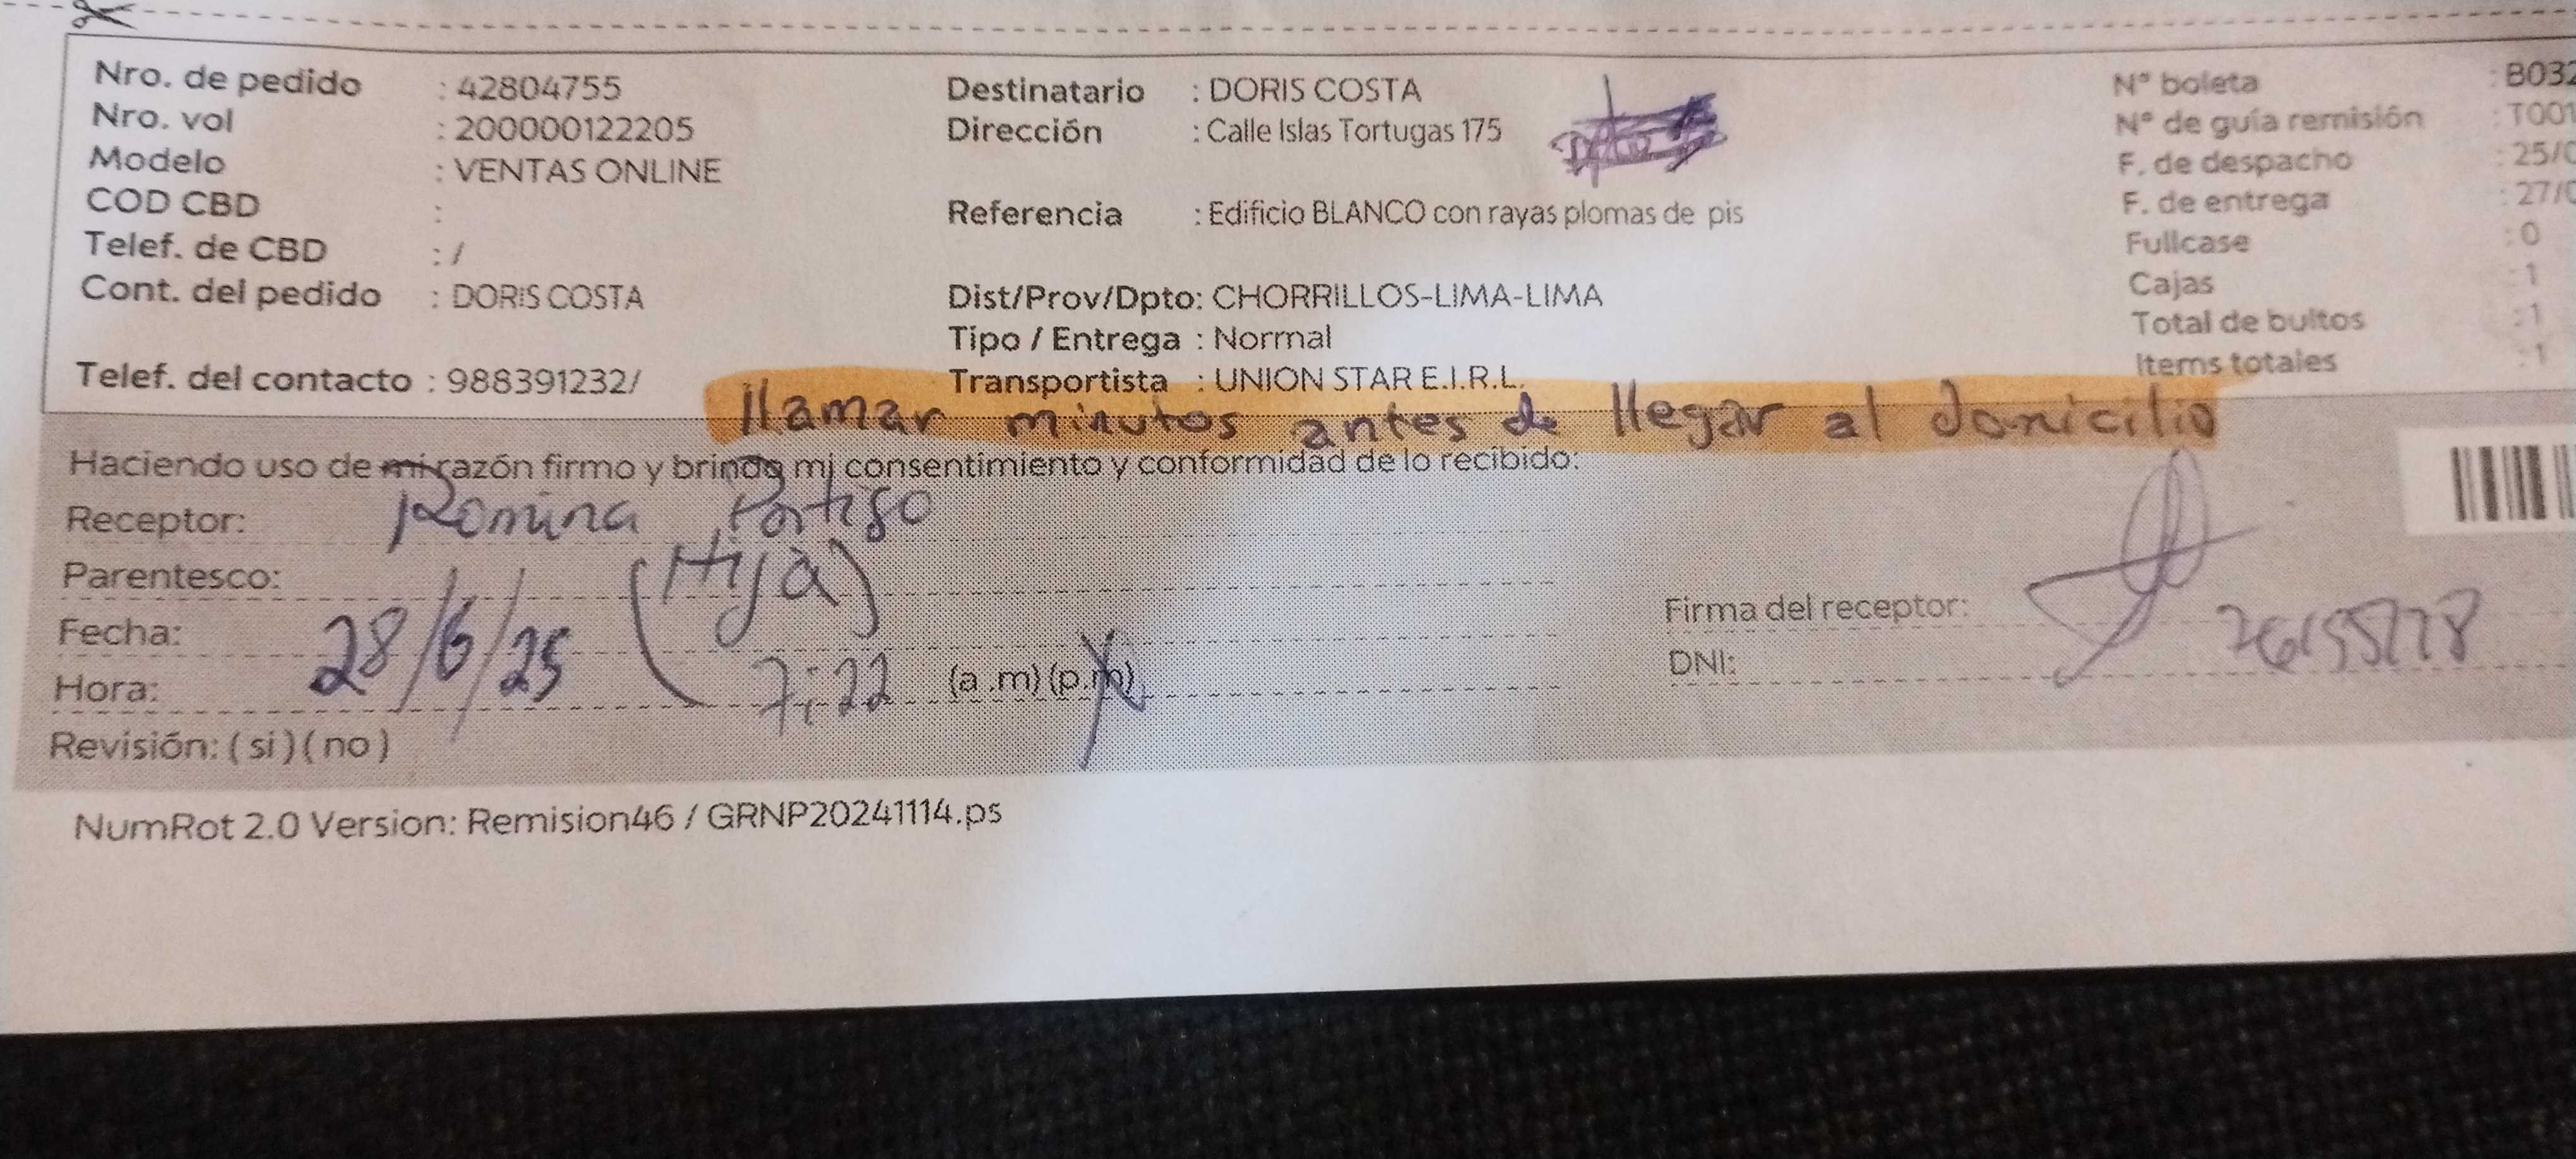 Nro. de pedido : 42804755
Nro. vol : 200000122205
Modelo : VENTAS ONLINE
COD CBD :
Telef. de CBD : /
Cont. del pedido : DORIS COSTA
Telef. del contacto : 988391232/
Destinatario : DORIS COSTA
Dirección : Calle Islas Tortugas 175
Referencia : Edificio BLANCO con rayas plomas de pis
Dist/Prov/Dpto: CHORRILLOS-LIMA-LIMA
Tipo / Entrega : Normal
Transportista : UNION STAR E.I.R.L.
N° boleta : B032
N° de guía remisión : T001
F. de despacho : 25/0
F. de entrega : 27/0
Fullcase : 0
Cajas : 1
Total de bultos : 1
Items totales : 1
llamar minutos antes de llegar al domicilio
Haciendo uso de mi razón firmo y brindo mi consentimiento y conformidad de lo recibido:
Receptor: Romina
Parentesco: (Hija)
Fecha: 28/6/25
Hora: 7:22 (a .m) (p.m)
Revisión: ( si ) ( no )
Firma del receptor:
DNI:
NumRot 2.0 Version: Remision46 / GRNP20241114.ps